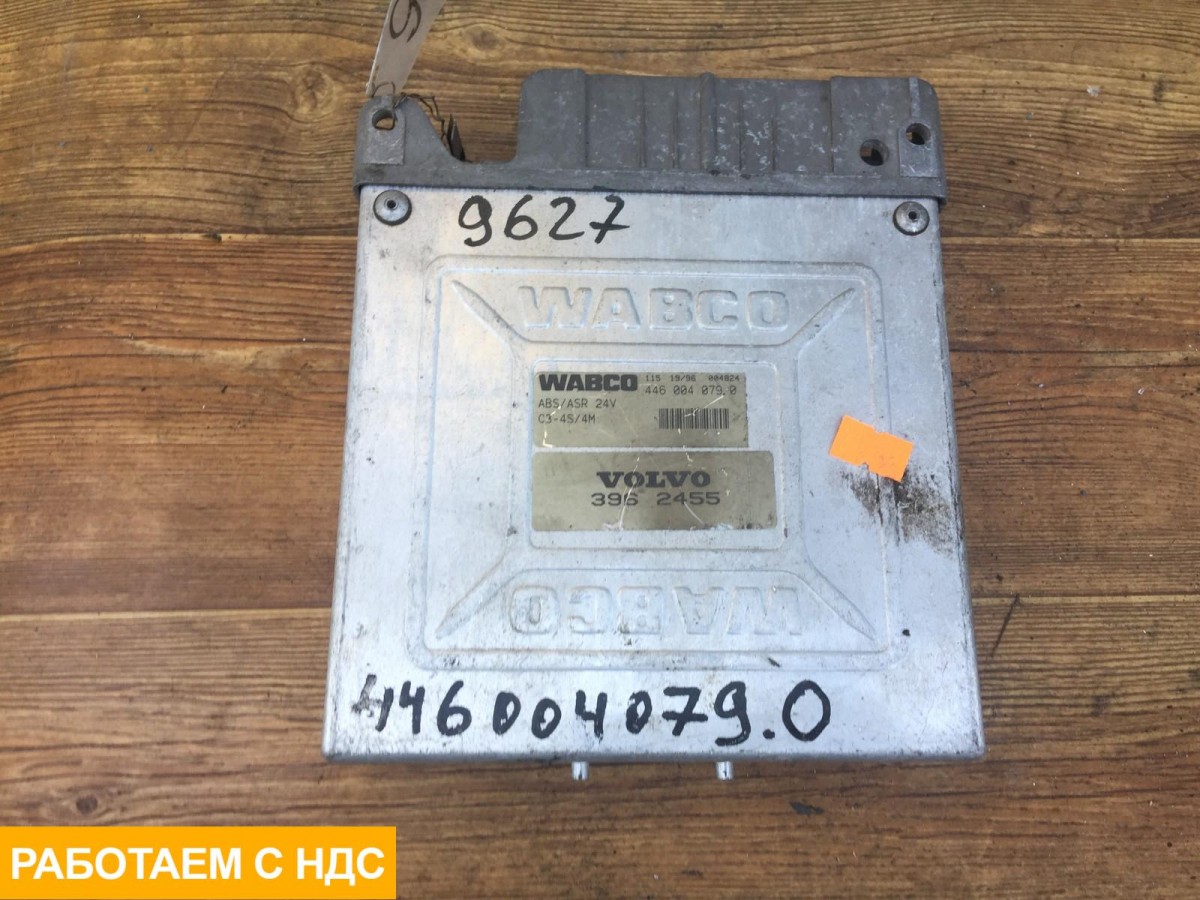 9627
WABCO
WABCO 115 19/96 004824
446 004 079.0
ABS/ASR 24V
C3-4S/4M
VOLVO
396 2455
WABCO
446004079.0
РАБОТАЕМ С НДС